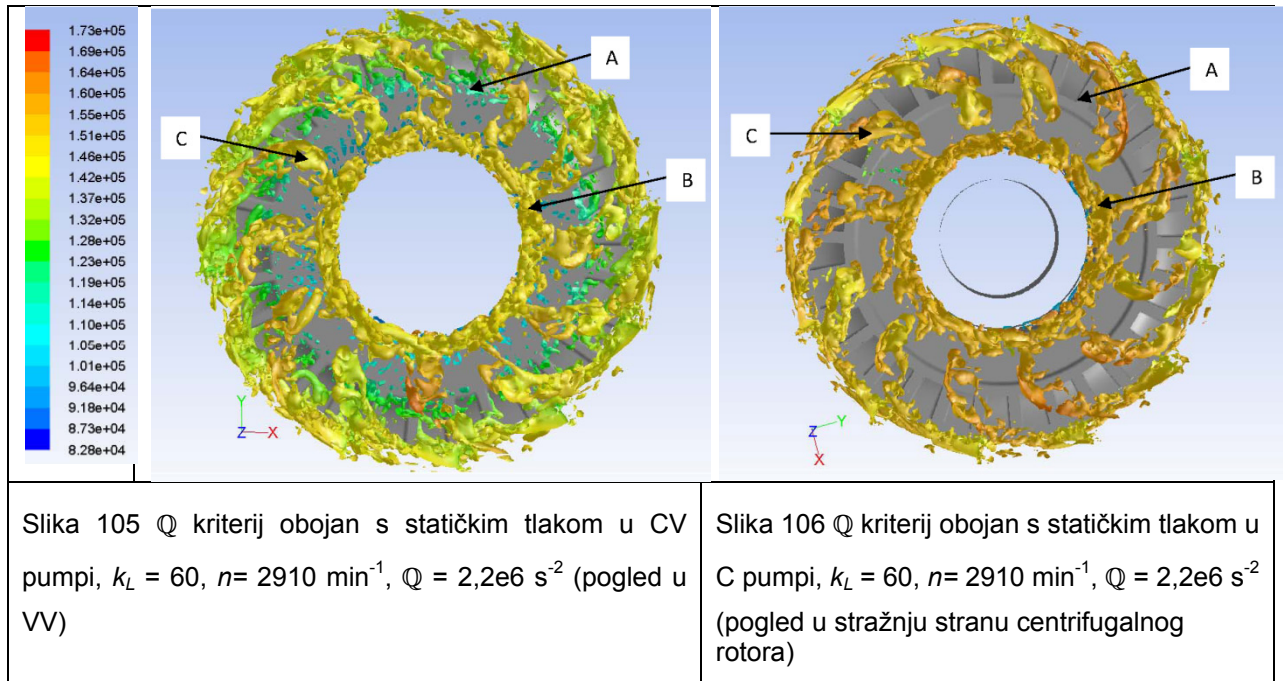 1.73e+05
1.69e+05
1.64e+05
1.60e+05
1.55e+05
1.51e+05
1.46e+05
1.42e+05
1.37e+05
1.32e+05
1.28e+05
1.23e+05
1.19e+05
1.14e+05
1.10e+05
1.05e+05
1.01e+05
9.64e+04
9.18e+04
8.73e+04
8.28e+04
A
C
B
Y
Z
X
A
C
B
Z
Y
X
Slika 105 ℚ kriterij obojan s statičkim tlakom u CV
pumpi, k_L = 60, n= 2910 min⁻¹, ℚ = 2,2e6 s⁻² (pogled u
VV)
Slika 106 ℚ kriterij obojan s statičkim tlakom u
C pumpi, k_L = 60, n= 2910 min⁻¹, ℚ = 2,2e6 s⁻²
(pogled u stražnju stranu centrifugalnog
rotora)